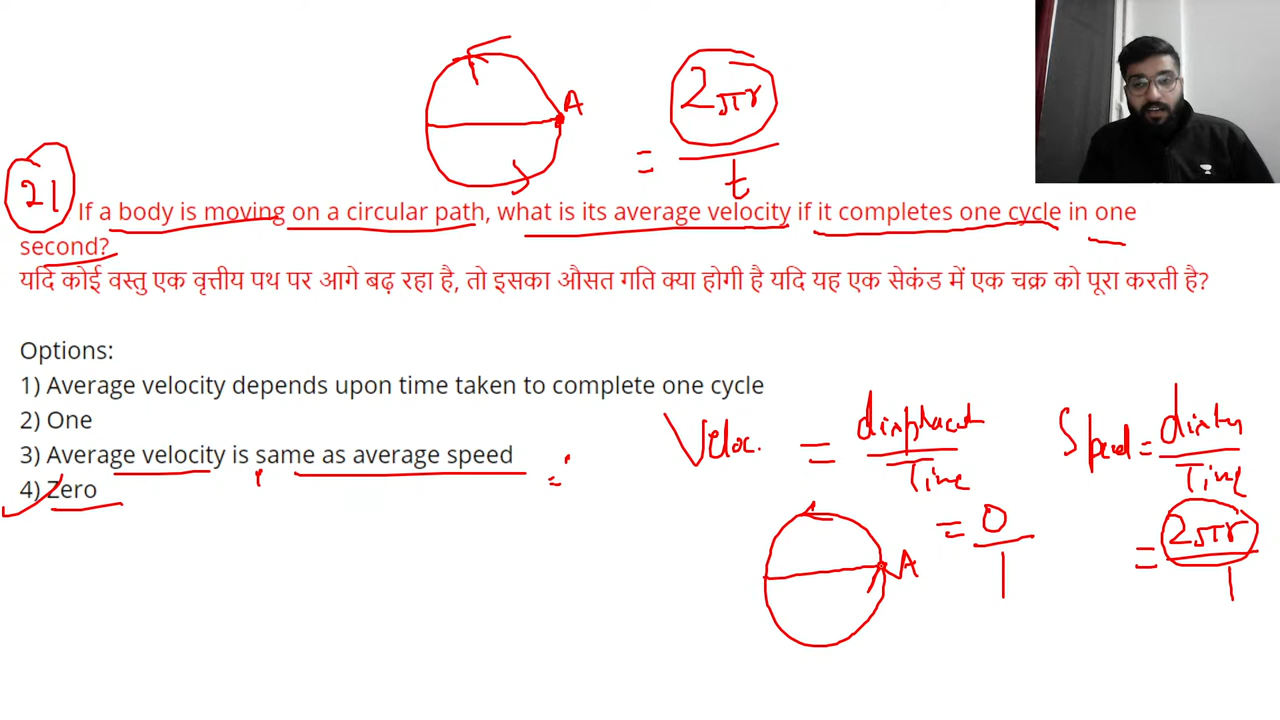 A
2πr
= t
21
If a body is moving on a circular path, what is its average velocity if it completes one cycle in one
second?
यदि कोई वस्तु एक वृत्तीय पथ पर आगे बढ़ रहा है, तो इसका औसत गति क्या होगी है यदि यह एक सेकंड में एक चक्र को पूरा करती है?
Options:
1) Average velocity depends upon time taken to complete one cycle
2) One
3) Average velocity is same as average speed
4) Zero
Veloc. =
Time
Speed =
Time
= 0
1
A
= 2πr
1